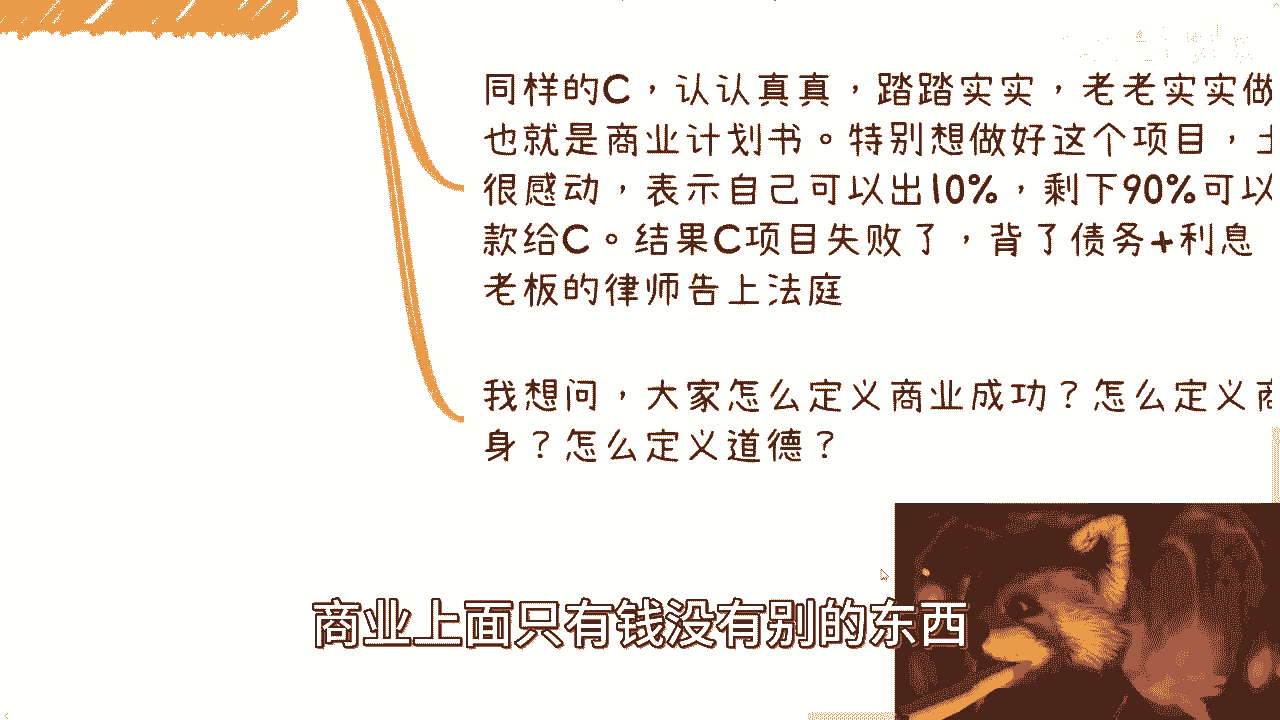 同样的C，认认真真，踏踏实实，老老实实做
也就是商业计划书。特别想做好这个项目，
很感动，表示自己可以出10%，剩下90%可以
款给C。结果C项目失败了，背了债务+利息
老板的律师告上法庭
我想问，大家怎么定义商业成功？怎么定义
身？怎么定义道德？
商业上面只有钱没有别的东西